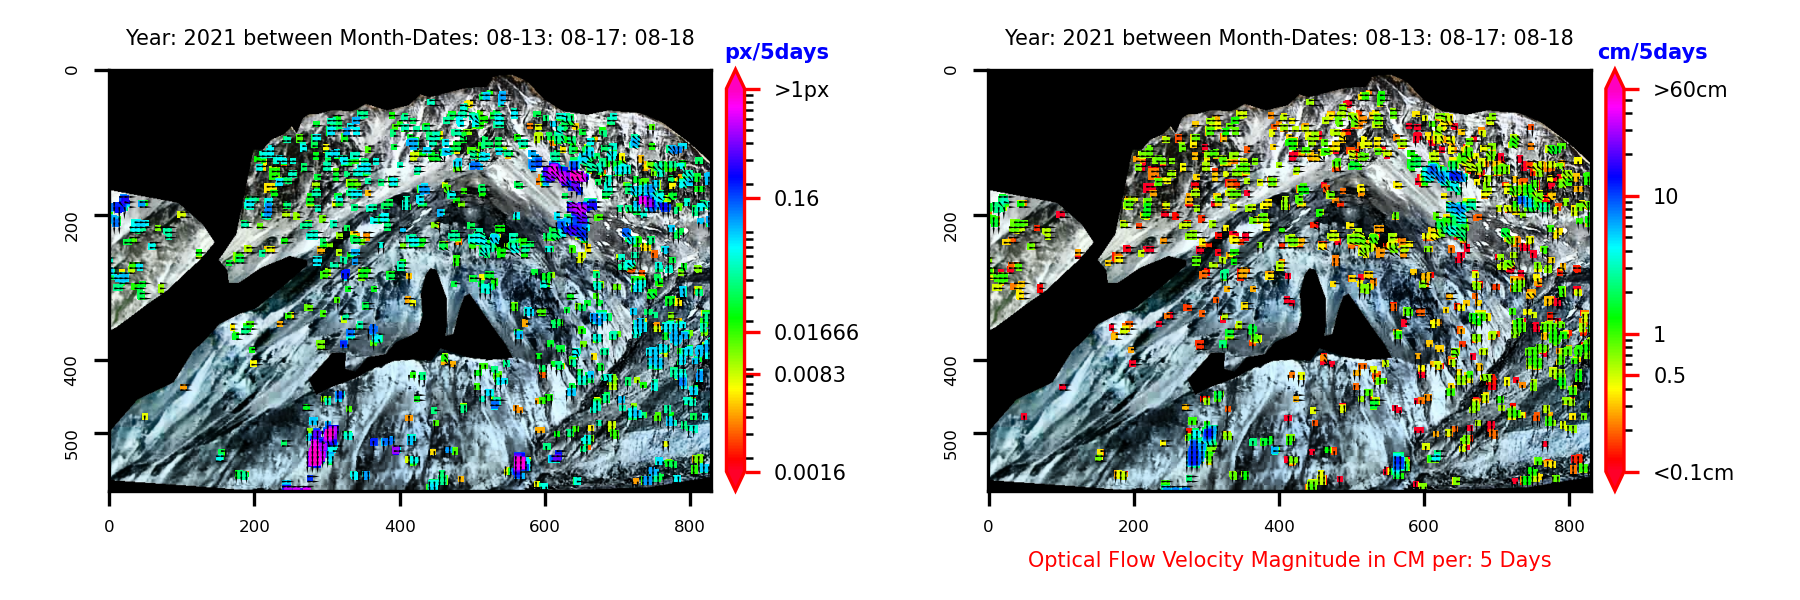 Year: 2021 between Month-Dates: 08-13: 08-17: 08-18
px/5days
>1px
0.16
0.01666
0.0083
0.0016
0
200
400
500
0 200 400 600 800
Year: 2021 between Month-Dates: 08-13: 08-17: 08-18
cm/5days
>60cm
10
1
0.5
<0.1cm
0
200
400
500
0 200 400 600 800
Optical Flow Velocity Magnitude in CM per: 5 Days